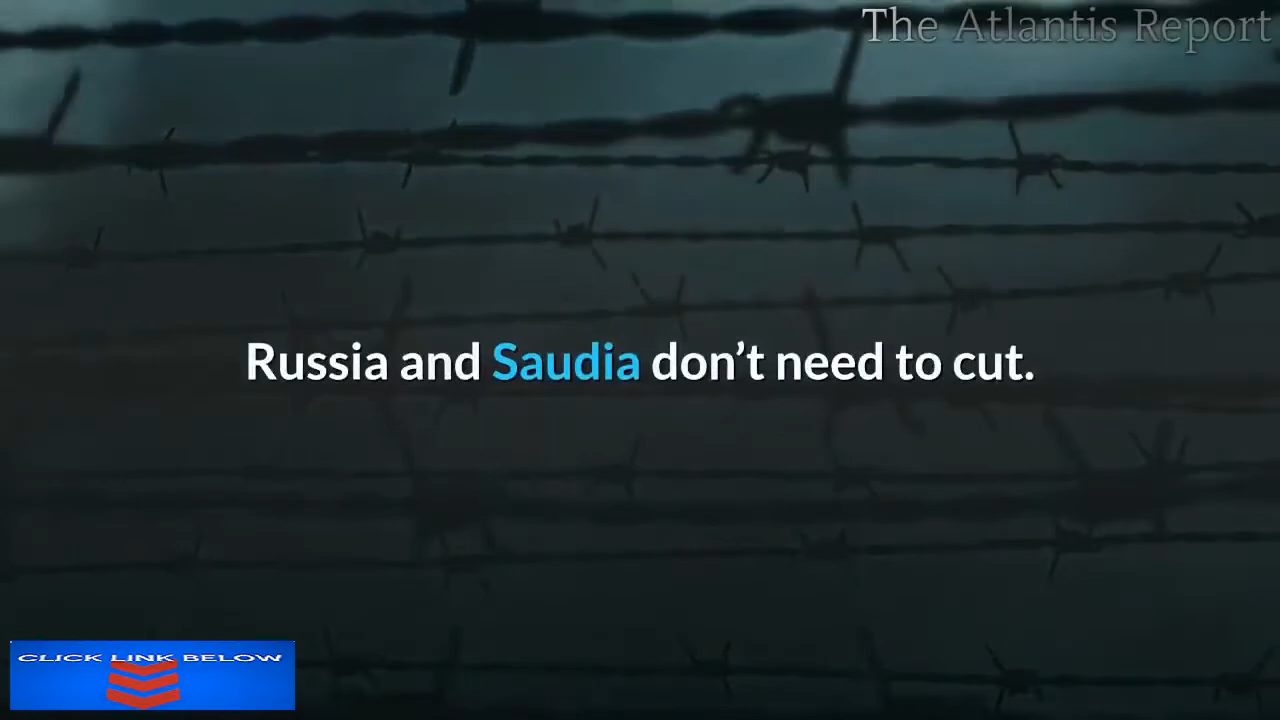 The Atlantis Report
Russia and Saudia don’t need to cut.
CLICK LINK BELOW